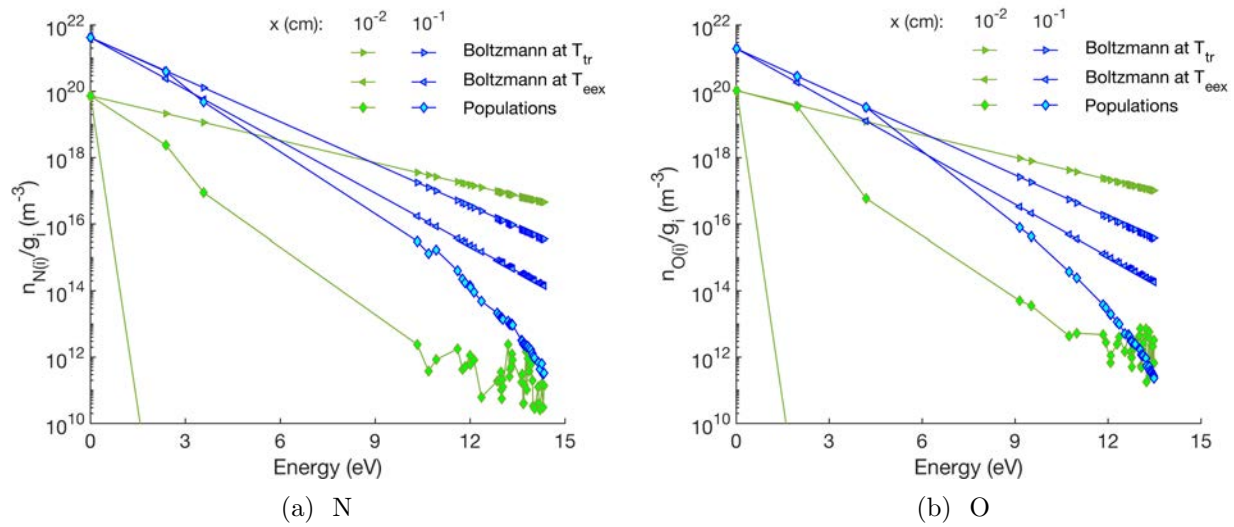 x (cm): 10⁻² 10⁻¹
Boltzmann at T_tr
Boltzmann at T_eex
Populations
n_N(i)/g_i (m⁻³)
10²²
10²⁰
10¹⁸
10¹⁶
10¹⁴
10¹²
10¹⁰
0 3 6 9 12 15
Energy (eV)
(a) N
x (cm): 10⁻² 10⁻¹
Boltzmann at T_tr
Boltzmann at T_eex
Populations
n_O(i)/g_i (m⁻³)
10²²
10²⁰
10¹⁸
10¹⁶
10¹⁴
10¹²
10¹⁰
0 3 6 9 12 15
Energy (eV)
(b) O